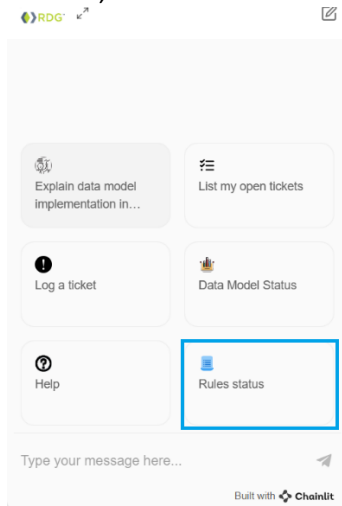 RDG
Explain data model
implementation in...
List my open tickets
Log a ticket
Data Model Status
Help
Rules status
Type your message here...
Built with Chainlit